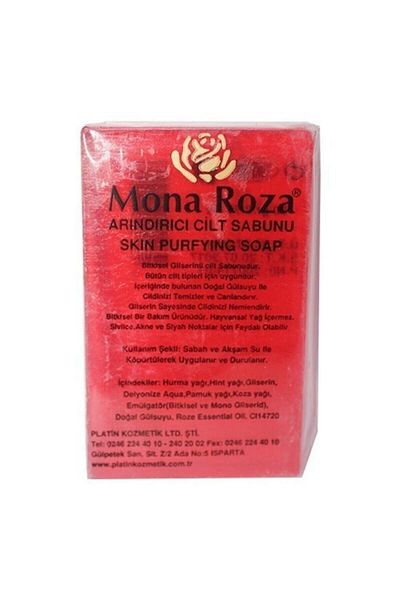 Mona Roza®
ARINDIRICI CİLT SABUNU
SKIN PURFYING SOAP
Bitkisel Gliserinli cilt Sabunudur.
Bütün cilt tipleri için uygundur.
İçeriğinde bulunan Doğal Gülsuyu ile
Cildinizi Temizler ve Canlandırır.
Gliserin Sayesinde Cildinizi Nemlendirir.
Bitkisel Bir Bakım Ürünüdür. Hayvansal Yağ İçermez.
Sivilce,Akne ve Siyah Noktalar için Faydalı Olabilir
Kullanım Şekli: Sabah ve Akşam Su ile
Köpürtülerek Uygulanır ve Durulanır.
İçindekiler: Hurma yağı,Hint yağı,Gliserin,
Delyonize Aqua,Pamuk yağı,Koza yağı,
Emülgatör(Bitkisel ve Mono Gliserid),
Doğal Gülsuyu, Roze Essential Oil, CI14720
PLATİN KOZMETİK LTD. ŞTİ.
Tel: 0246 224 40 10 - 240 20 02 Fax: 0246 224 40 10
Gülpetek San. Sit. Z/2 Ada No:5 ISPARTA
www.platinkozmetik.com.tr